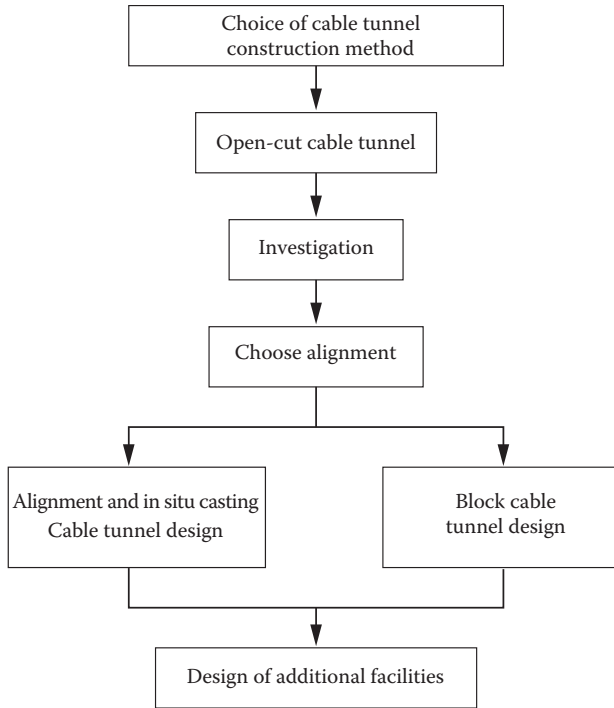 Choice of cable tunnel
construction method
Open-cut cable tunnel
Investigation
Choose alignment
Alignment and in situ casting
Cable tunnel design
Block cable
tunnel design
Design of additional facilities